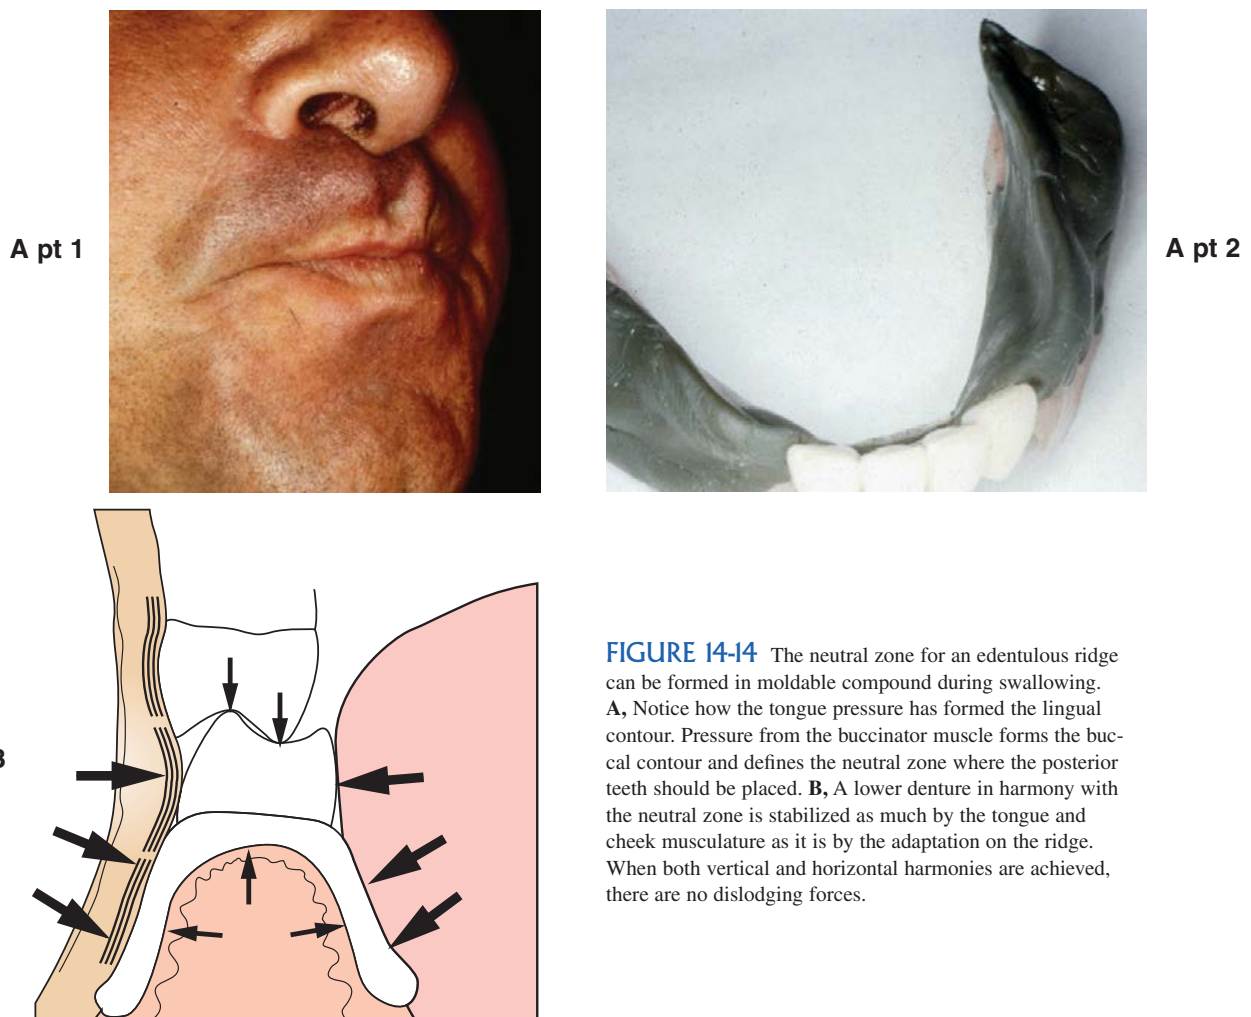 A pt 1
A pt 2
FIGURE 14-14 The neutral zone for an edentulous ridge
can be formed in moldable compound during swallowing.
A, Notice how the tongue pressure has formed the lingual
contour. Pressure from the buccinator muscle forms the buc-
cal contour and defines the neutral zone where the posterior
teeth should be placed. B, A lower denture in harmony with
the neutral zone is stabilized as much by the tongue and
cheek musculature as it is by the adaptation on the ridge.
When both vertical and horizontal harmonies are achieved,
there are no dislodging forces.